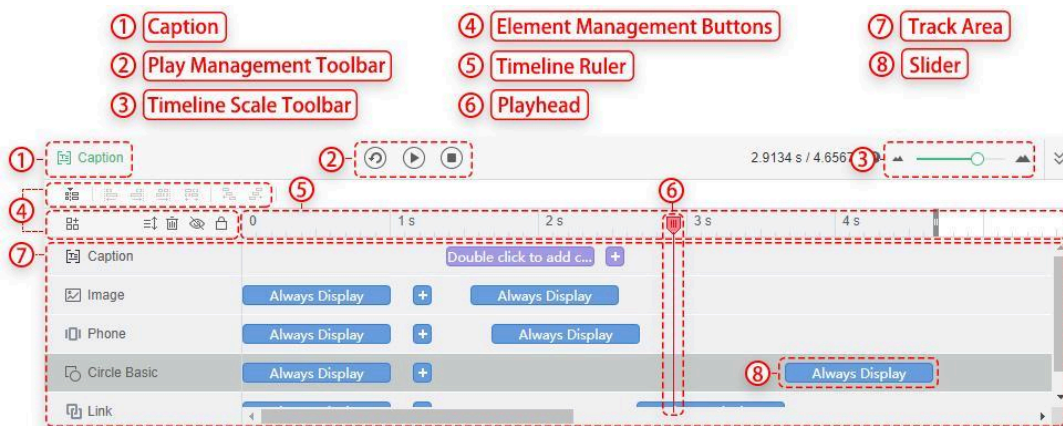 ① Caption ④ Element Management Buttons ⑦ Track Area
② Play Management Toolbar ⑤ Timeline Ruler ⑧ Slider
③ Timeline Scale Toolbar ⑥ Playhead
① Caption ② 2.9134 s / 4.6567 ③
⑥
④ ⑤
0 1 s 2 s 3 s 4 s
⑦ Caption Double click to add c... +
Image Always Display + Always Display
Phone Always Display + Always Display
Circle Basic Always Display + ⑧ Always Display
Link